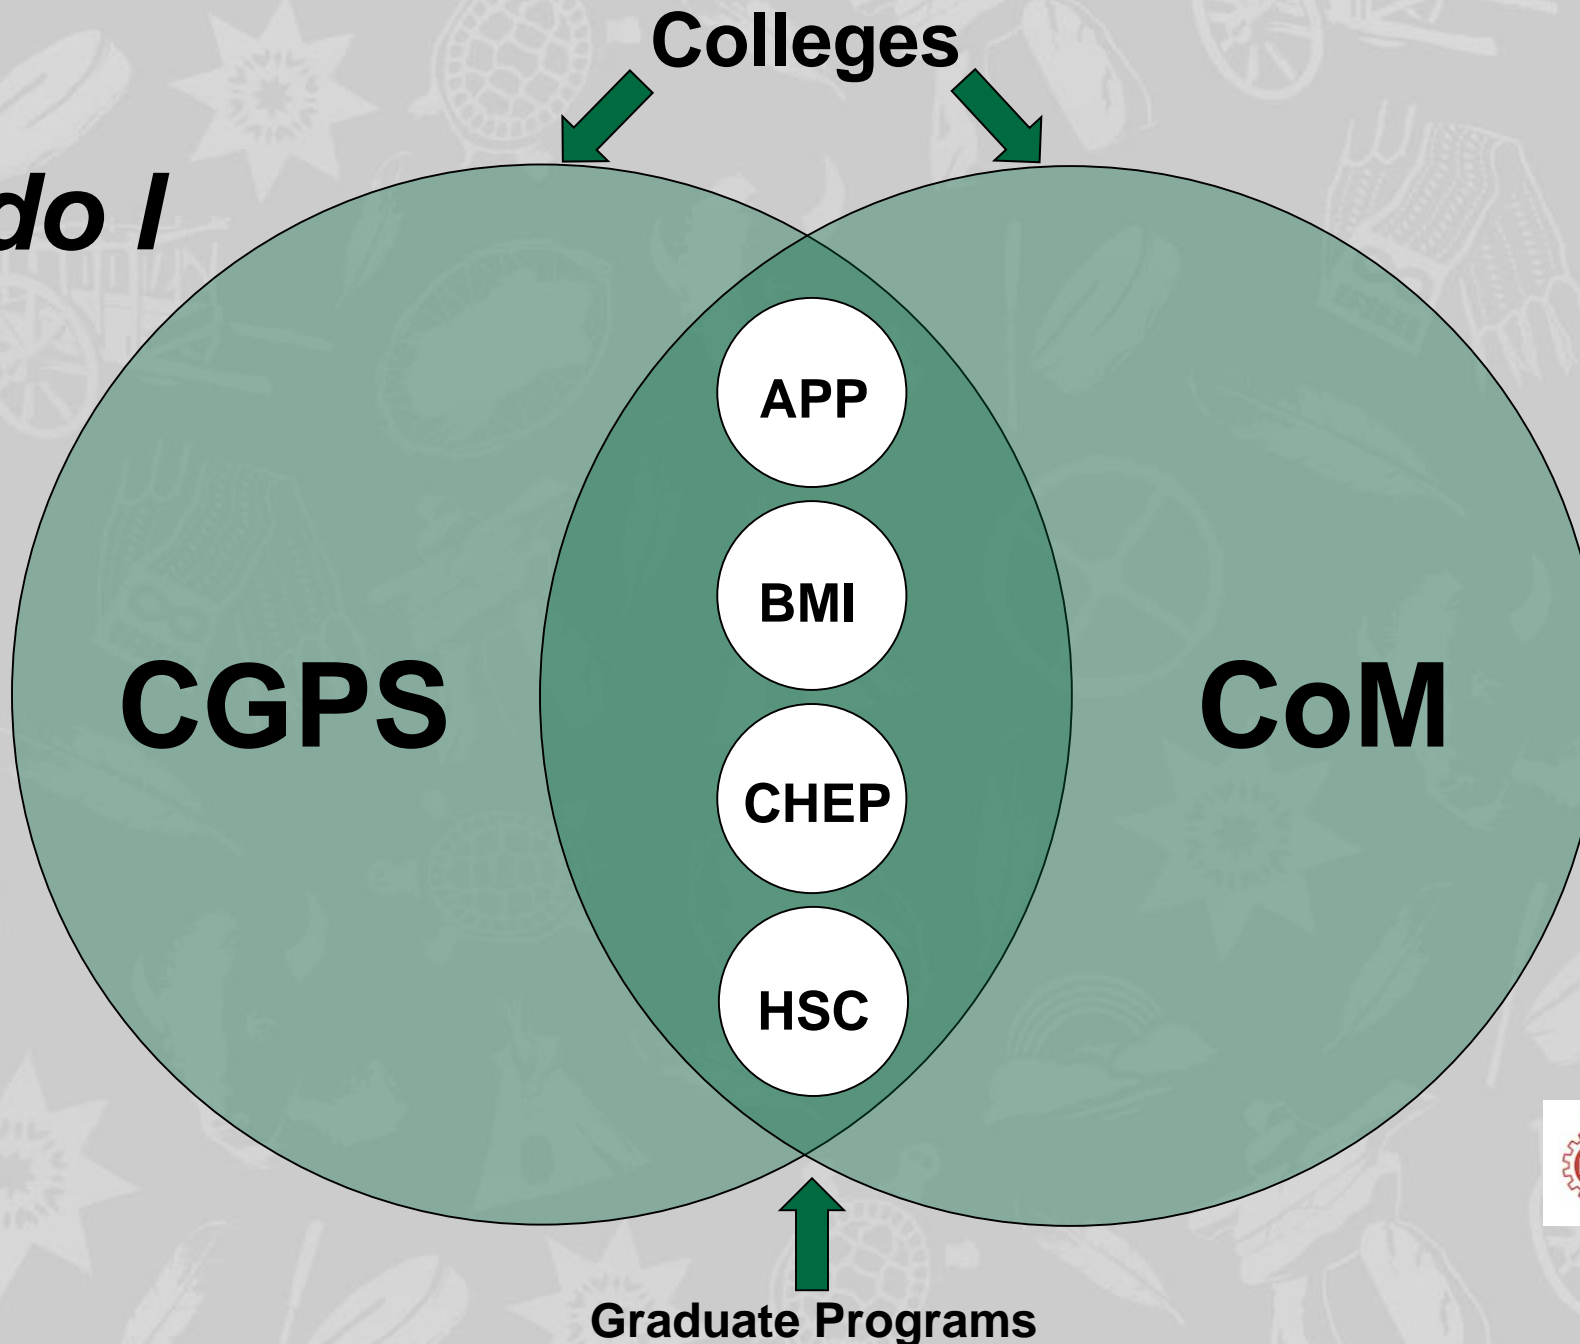 Colleges
do I
APP
BMI
CGPS
CoM
CHEP
HSC
Graduate Programs